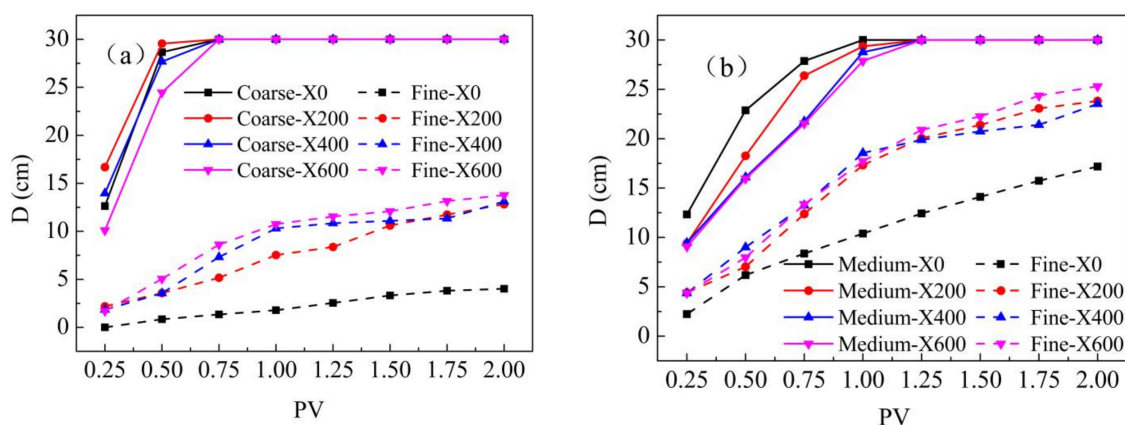 30
25
20
15
10
5
0
D (cm)
（a）
Coarse-X0 Fine-X0
Coarse-X200 Fine-X200
Coarse-X400 Fine-X400
Coarse-X600 Fine-X600
0.25 0.50 0.75 1.00 1.25 1.50 1.75 2.00
PV
30
25
20
15
10
5
0
D (cm)
（b）
Medium-X0 Fine-X0
Medium-X200 Fine-X200
Medium-X400 Fine-X400
Medium-X600 Fine-X600
0.25 0.50 0.75 1.00 1.25 1.50 1.75 2.00
PV